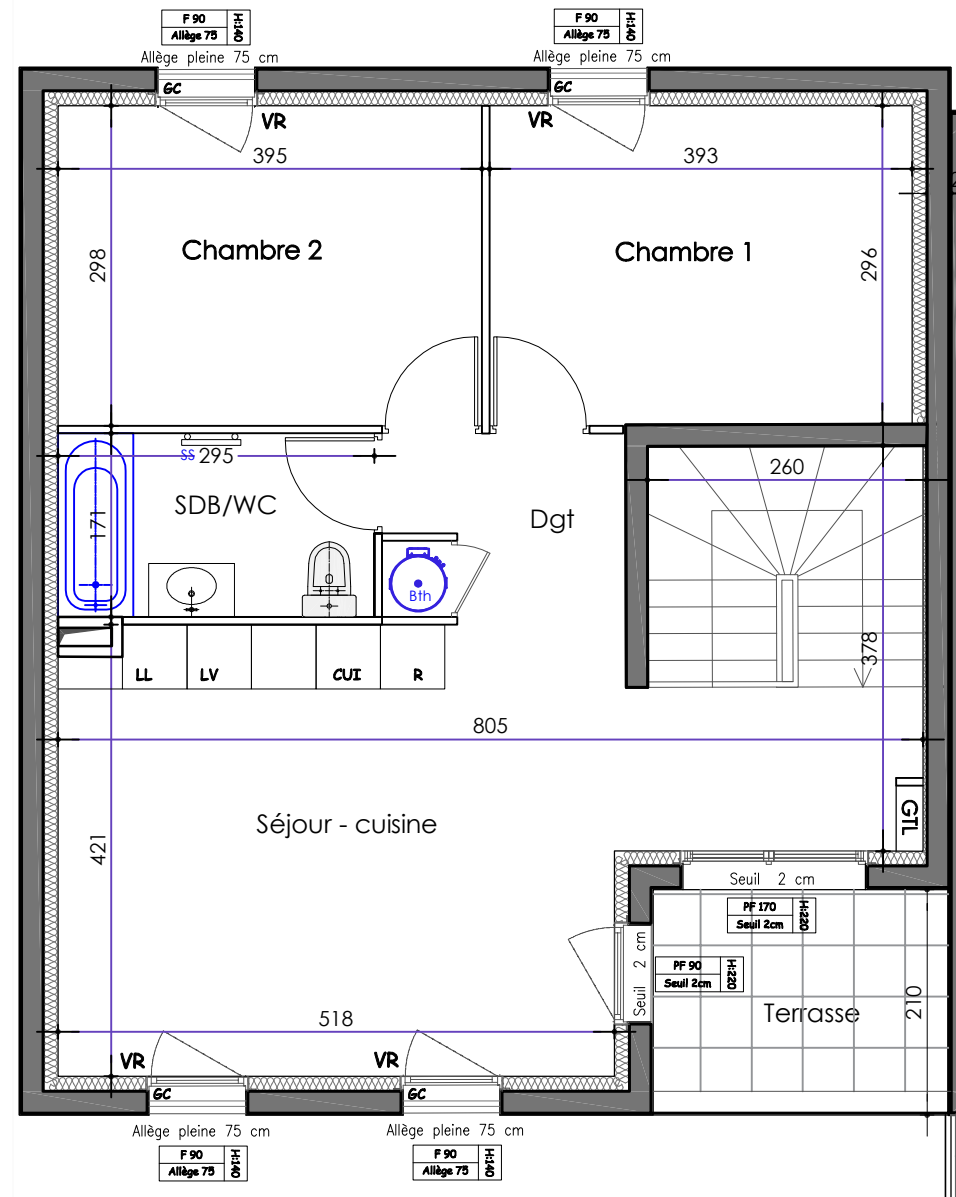 F 90
H:140
Allège 75
Allège pleine 75 cm
GC
VR
F 90
H:140
Allège 75
Allège pleine 75 cm
GC
VR
395
393
298
Chambre 2
Chambre 1
296
SS 295
171
SDB/WC
Dgt
260
Bth
378
LL
LV
CUI
R
805
421
Séjour - cuisine
GTL
Seuil 2 cm
PF 170
H:220
Seuil 2cm
Seuil 2 cm
PF 90
H:220
Seuil 2cm
Terrasse
210
518
VR
GC
VR
GC
Allège pleine 75 cm
F 90
H:140
Allège 75
Allège pleine 75 cm
F 90
H:140
Allège 75